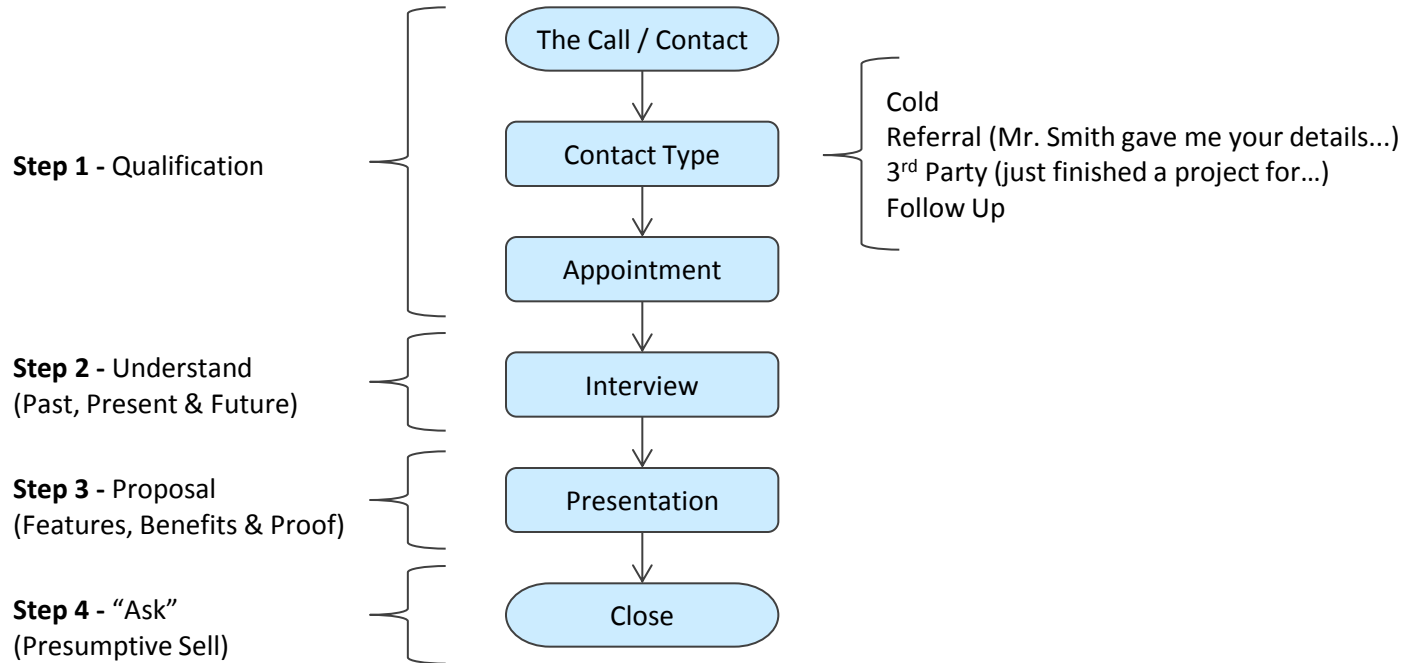 The Call / Contact
Step 1 - Qualification
Contact Type
Cold
Referral (Mr. Smith gave me your details...)
3rd Party (just finished a project for…)
Follow Up
Appointment
Step 2 - Understand
(Past, Present & Future)
Interview
Step 3 - Proposal
(Features, Benefits & Proof)
Presentation
Step 4 - “Ask”
(Presumptive Sell)
Close